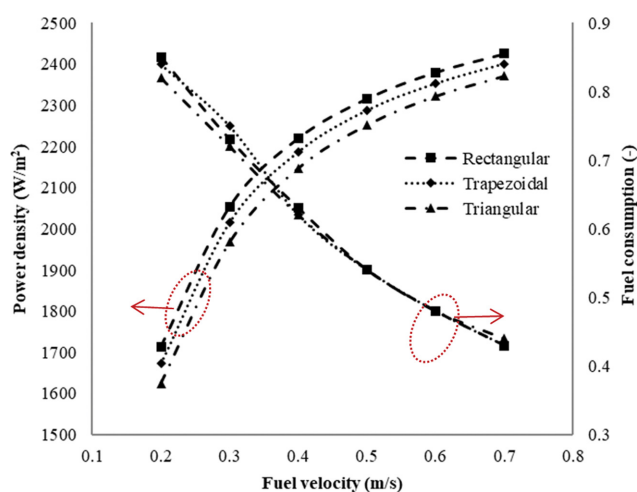 2500
2400
2300
2200
2100
2000
1900
1800
1700
1600
1500
Power density (W/m²)
0.9
0.8
0.7
0.6
0.5
0.4
0.3
Fuel consumption (-)
Rectangular
Trapezoidal
Triangular
0.1 0.2 0.3 0.4 0.5 0.6 0.7 0.8
Fuel velocity (m/s)